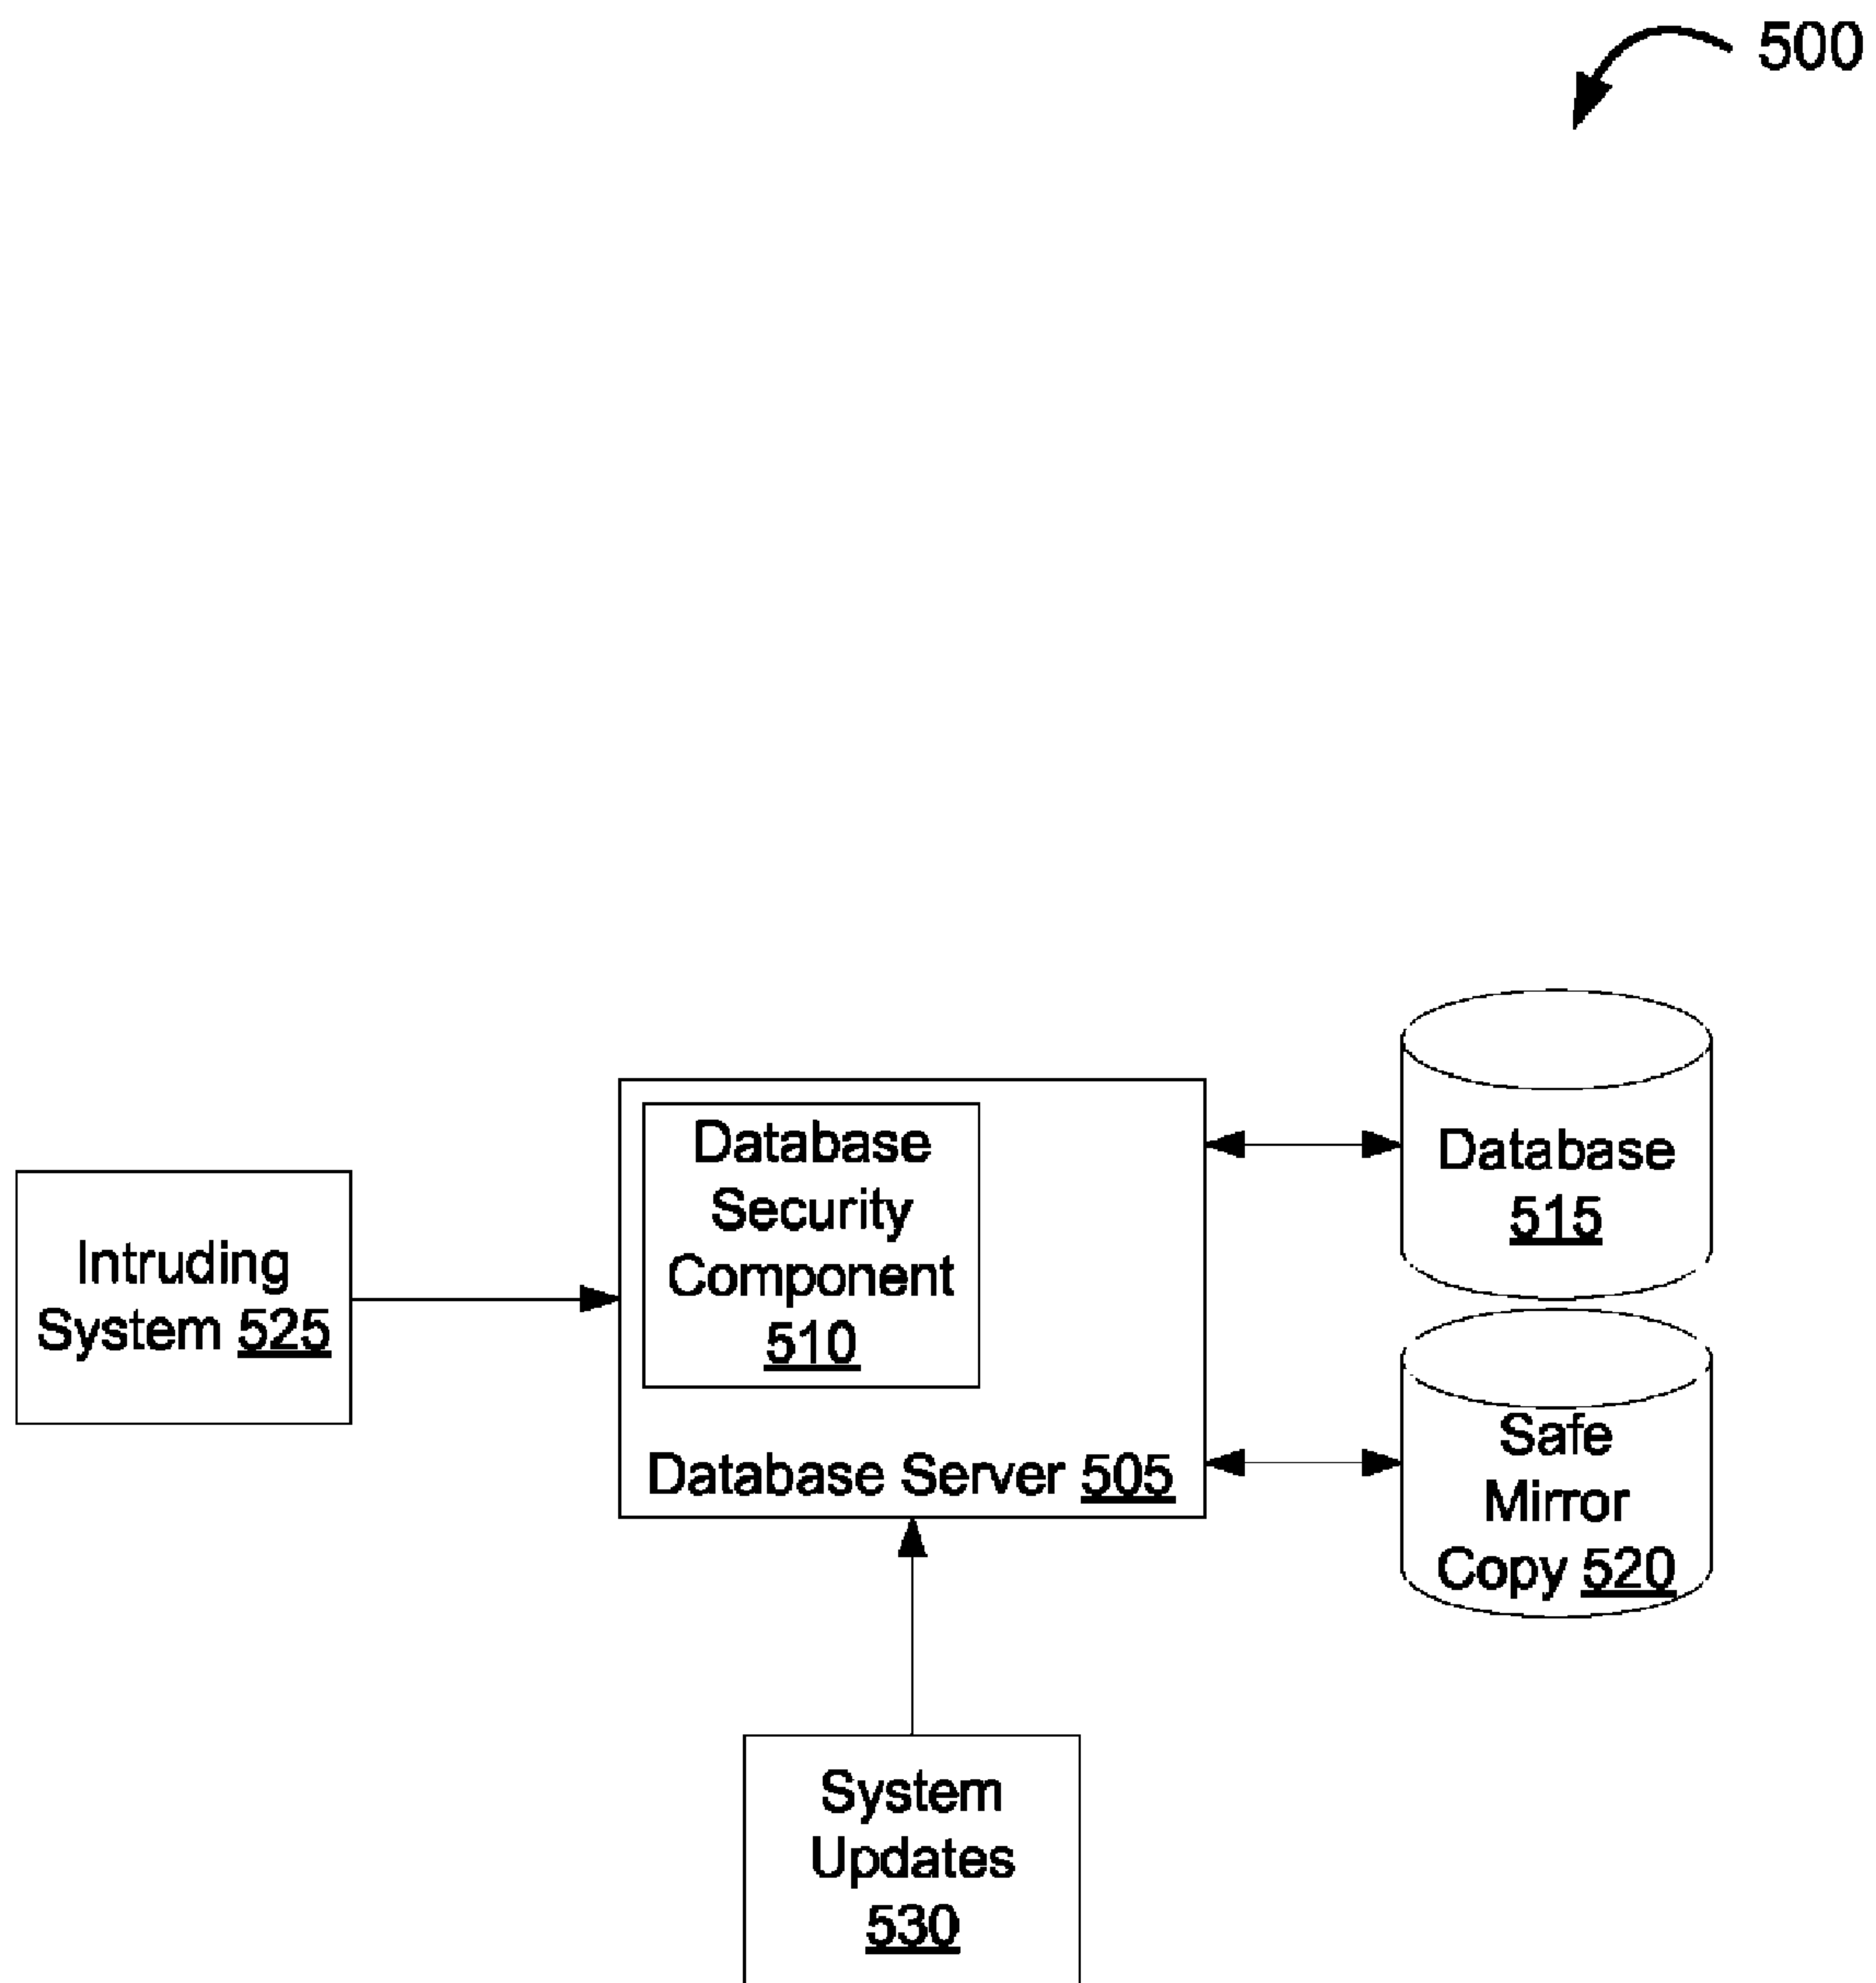 500
Database
Security
Component
510
Database Server 505
Intruding
System 525
Database
515
Safe
Mirror
Copy 520
System
Updates
530